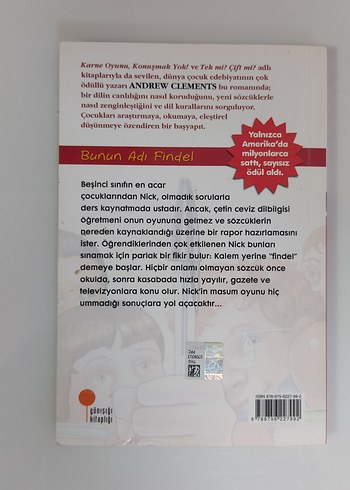 Karne Oyunu, Konuşmak Yok! ve Tek mi? Çift mi? adlı
kitaplarıyla da sevilen, dünya çocuk edebiyatının çok
ödüllü yazarı ANDREW CLEMENTS bu romanında;
bir dilin canlılığını nasıl koruduğunu, yeni sözcüklerle
nasıl zenginleştiğini ve dil kurallarını sorguluyor.
Çocukları araştırmaya, okumaya, eleştirel
düşünmeye özendiren bir başyapıt.
Yalnızca
Amerika'da
milyonlarca
sattı, sayısız
ödül aldı.
Bunun Adı Findel
Beşinci sınıfın en acar
çocuklarından Nick, olmadık sorularla
ders kaynatmada ustadır. Ancak, çetin ceviz dilbilgisi
öğretmeni onun oyununa gelmez ve sözcüklerin
nereden kaynaklandığı üzerine bir rapor hazırlamasını
ister. Öğrendiklerinden çok etkilenen Nick bunları
sınamak için parlak bir fikir bulur: Kalem yerine "findel"
demeye başlar. Hiçbir anlamı olmayan sözcük önce
okulda, sonra kasabada hızla yayılır, gazete ve
televizyonlara konu olur. Nick'in masum oyunu hiç
ummadığı sonuçlara yol açacaktır...
günışığı
kitaplığı